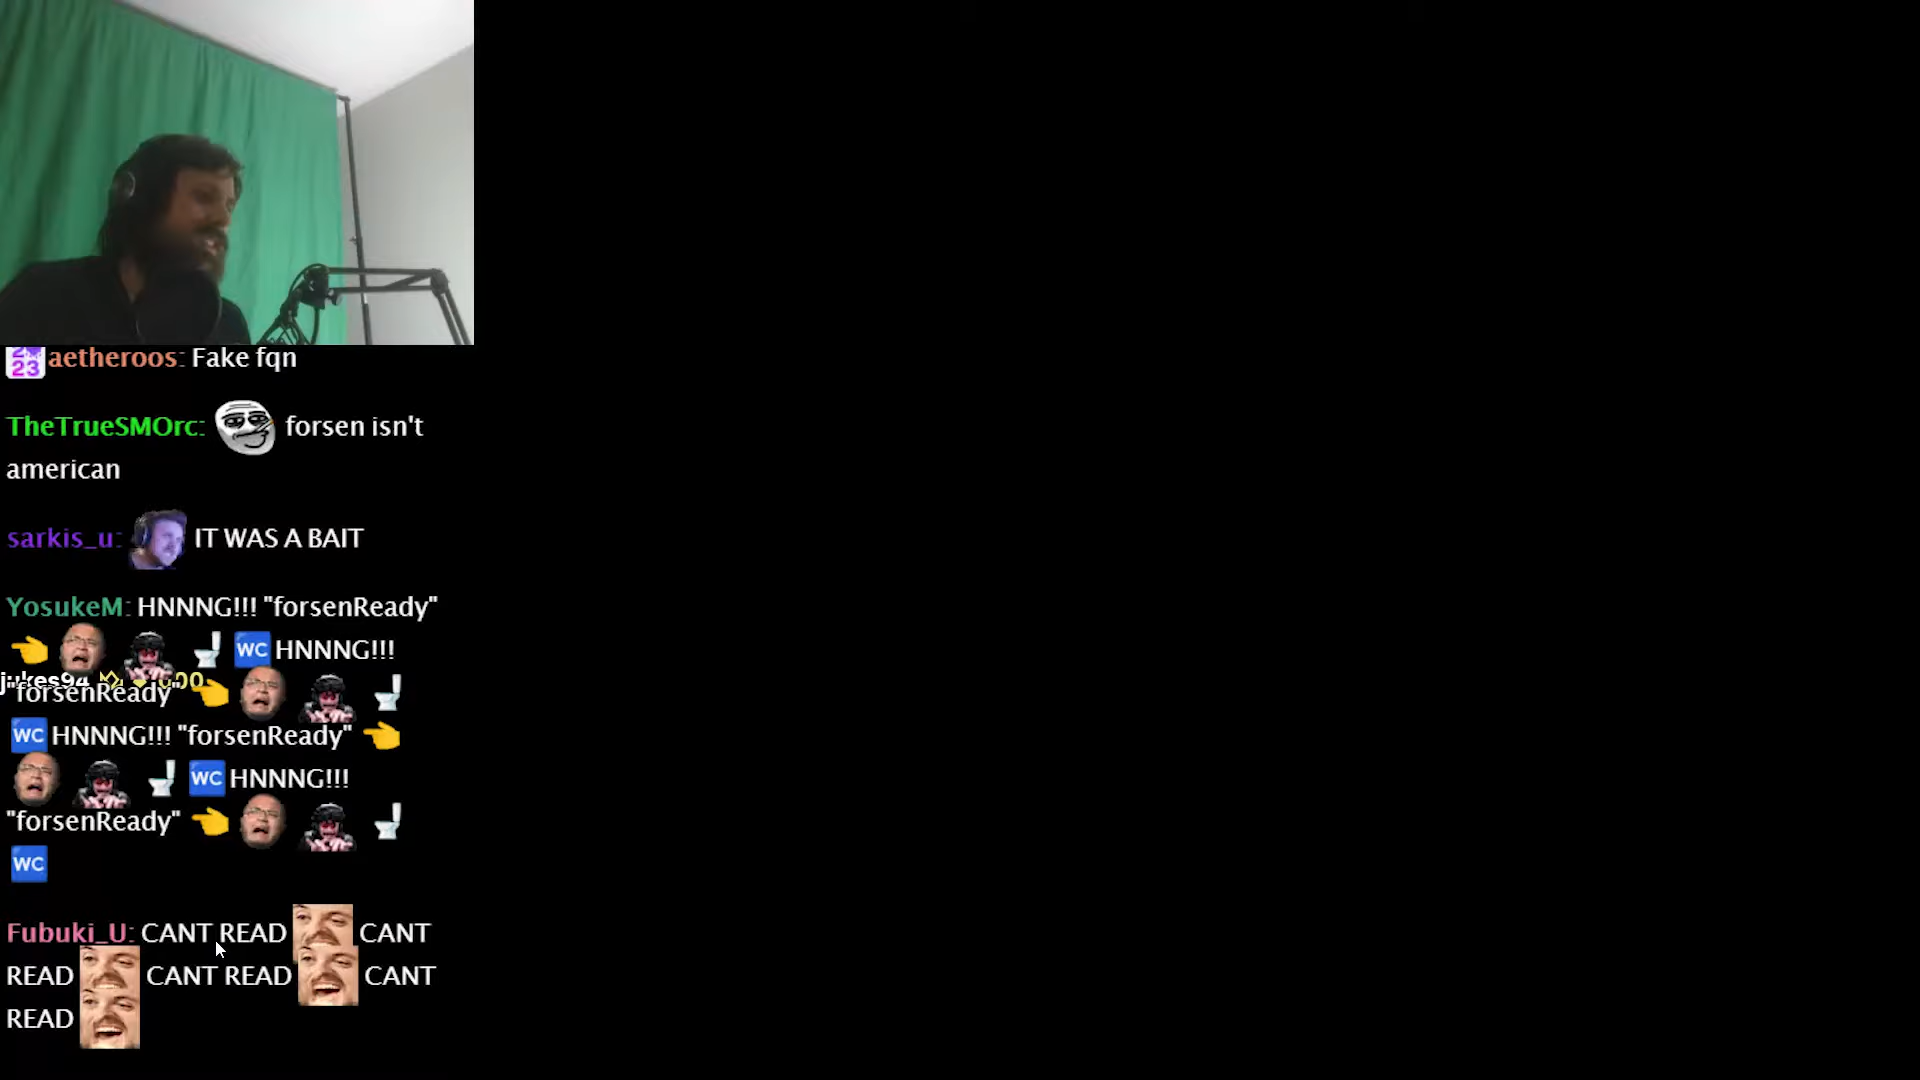 23 aetheroos: Fake fqn
TheTrueSMOrc: forsen isn't
american
sarkis_u: IT WAS A BAIT
YosukeM: HNNNG!!! "forsenReady"
WC HNNNG!!!
"forsenReady"
WC HNNNG!!! "forsenReady"
WC HNNNG!!!
"forsenReady"
WC
Fubuki_U: CANT READ CANT
READ CANT READ CANT
READ